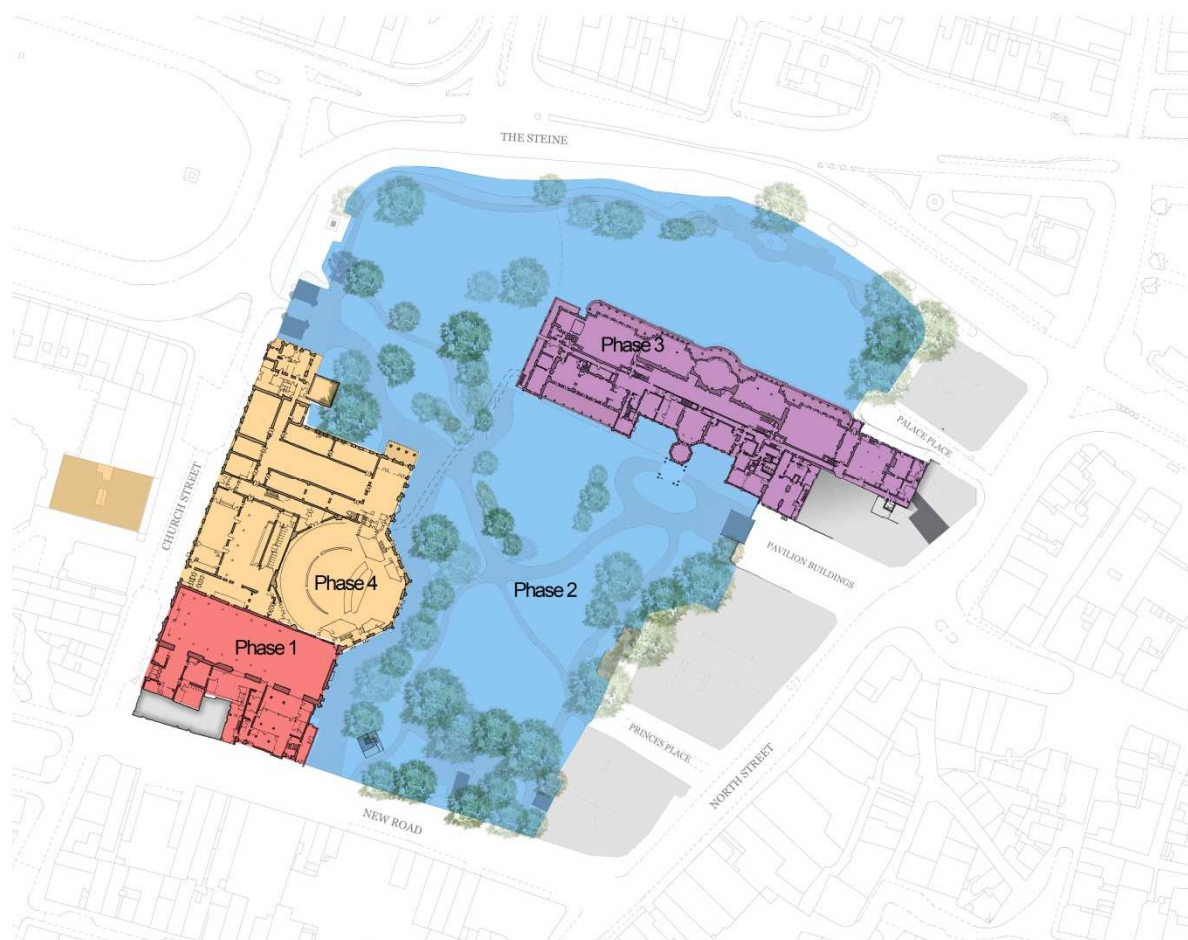 THE STEINE
Phase 3
PALACE PLACE
CHURCH STREET
PAVILION BUILDINGS
Phase 4
Phase 2
Phase 1
PRINCES PLACE
NORTH STREET
NEW ROAD